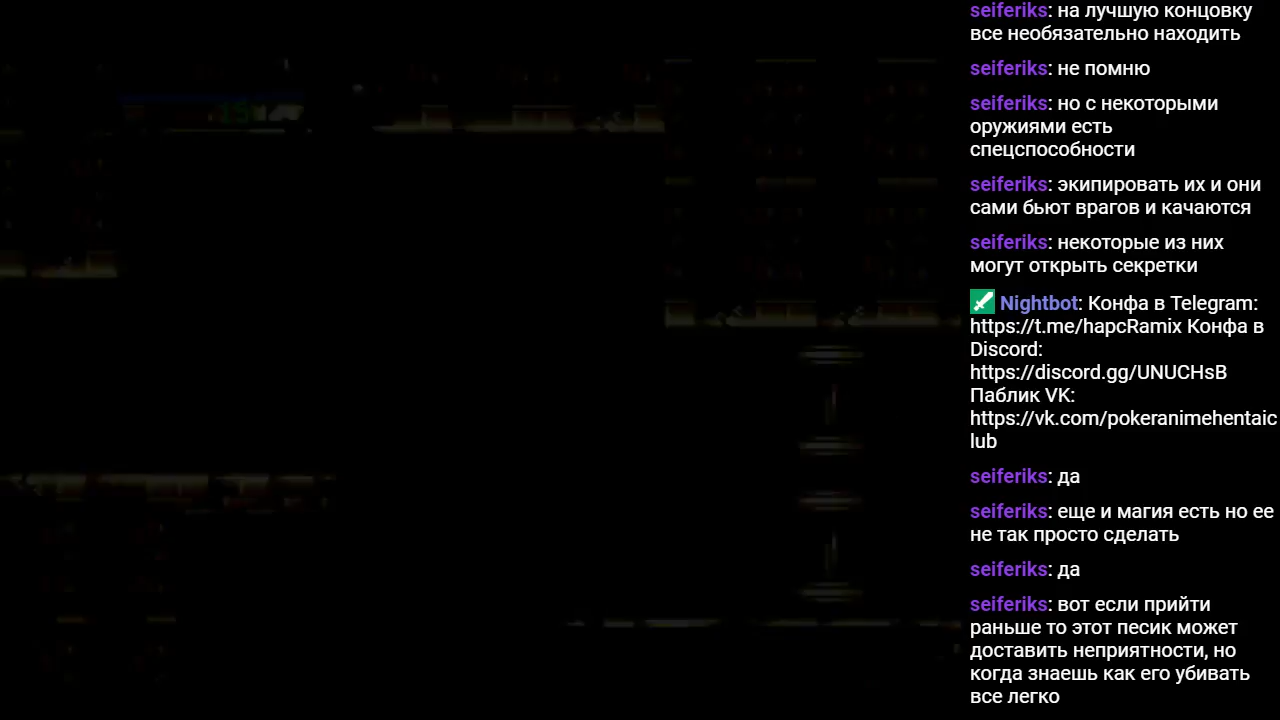 seiferiks: на лучшую концовку
все необязательно находить
seiferiks: не помню
seiferiks: но с некоторыми
оружиями есть
спецспособности
seiferiks: экипировать их и они
сами бьют врагов и качаются
seiferiks: некоторые из них
могут открыть секретки
Nightbot: Конфа в Telegram:
https://t.me/hapcRamix Конфа в
Discord:
https://discord.gg/UNUCHsB
Паблик VK:
https://vk.com/pokeranimehentaic
lub
seiferiks: да
seiferiks: еще и магия есть но ее
не так просто сделать
seiferiks: да
seiferiks: вот если прийти
раньше то этот песик может
доставить неприятности, но
когда знаешь как его убивать
все легко